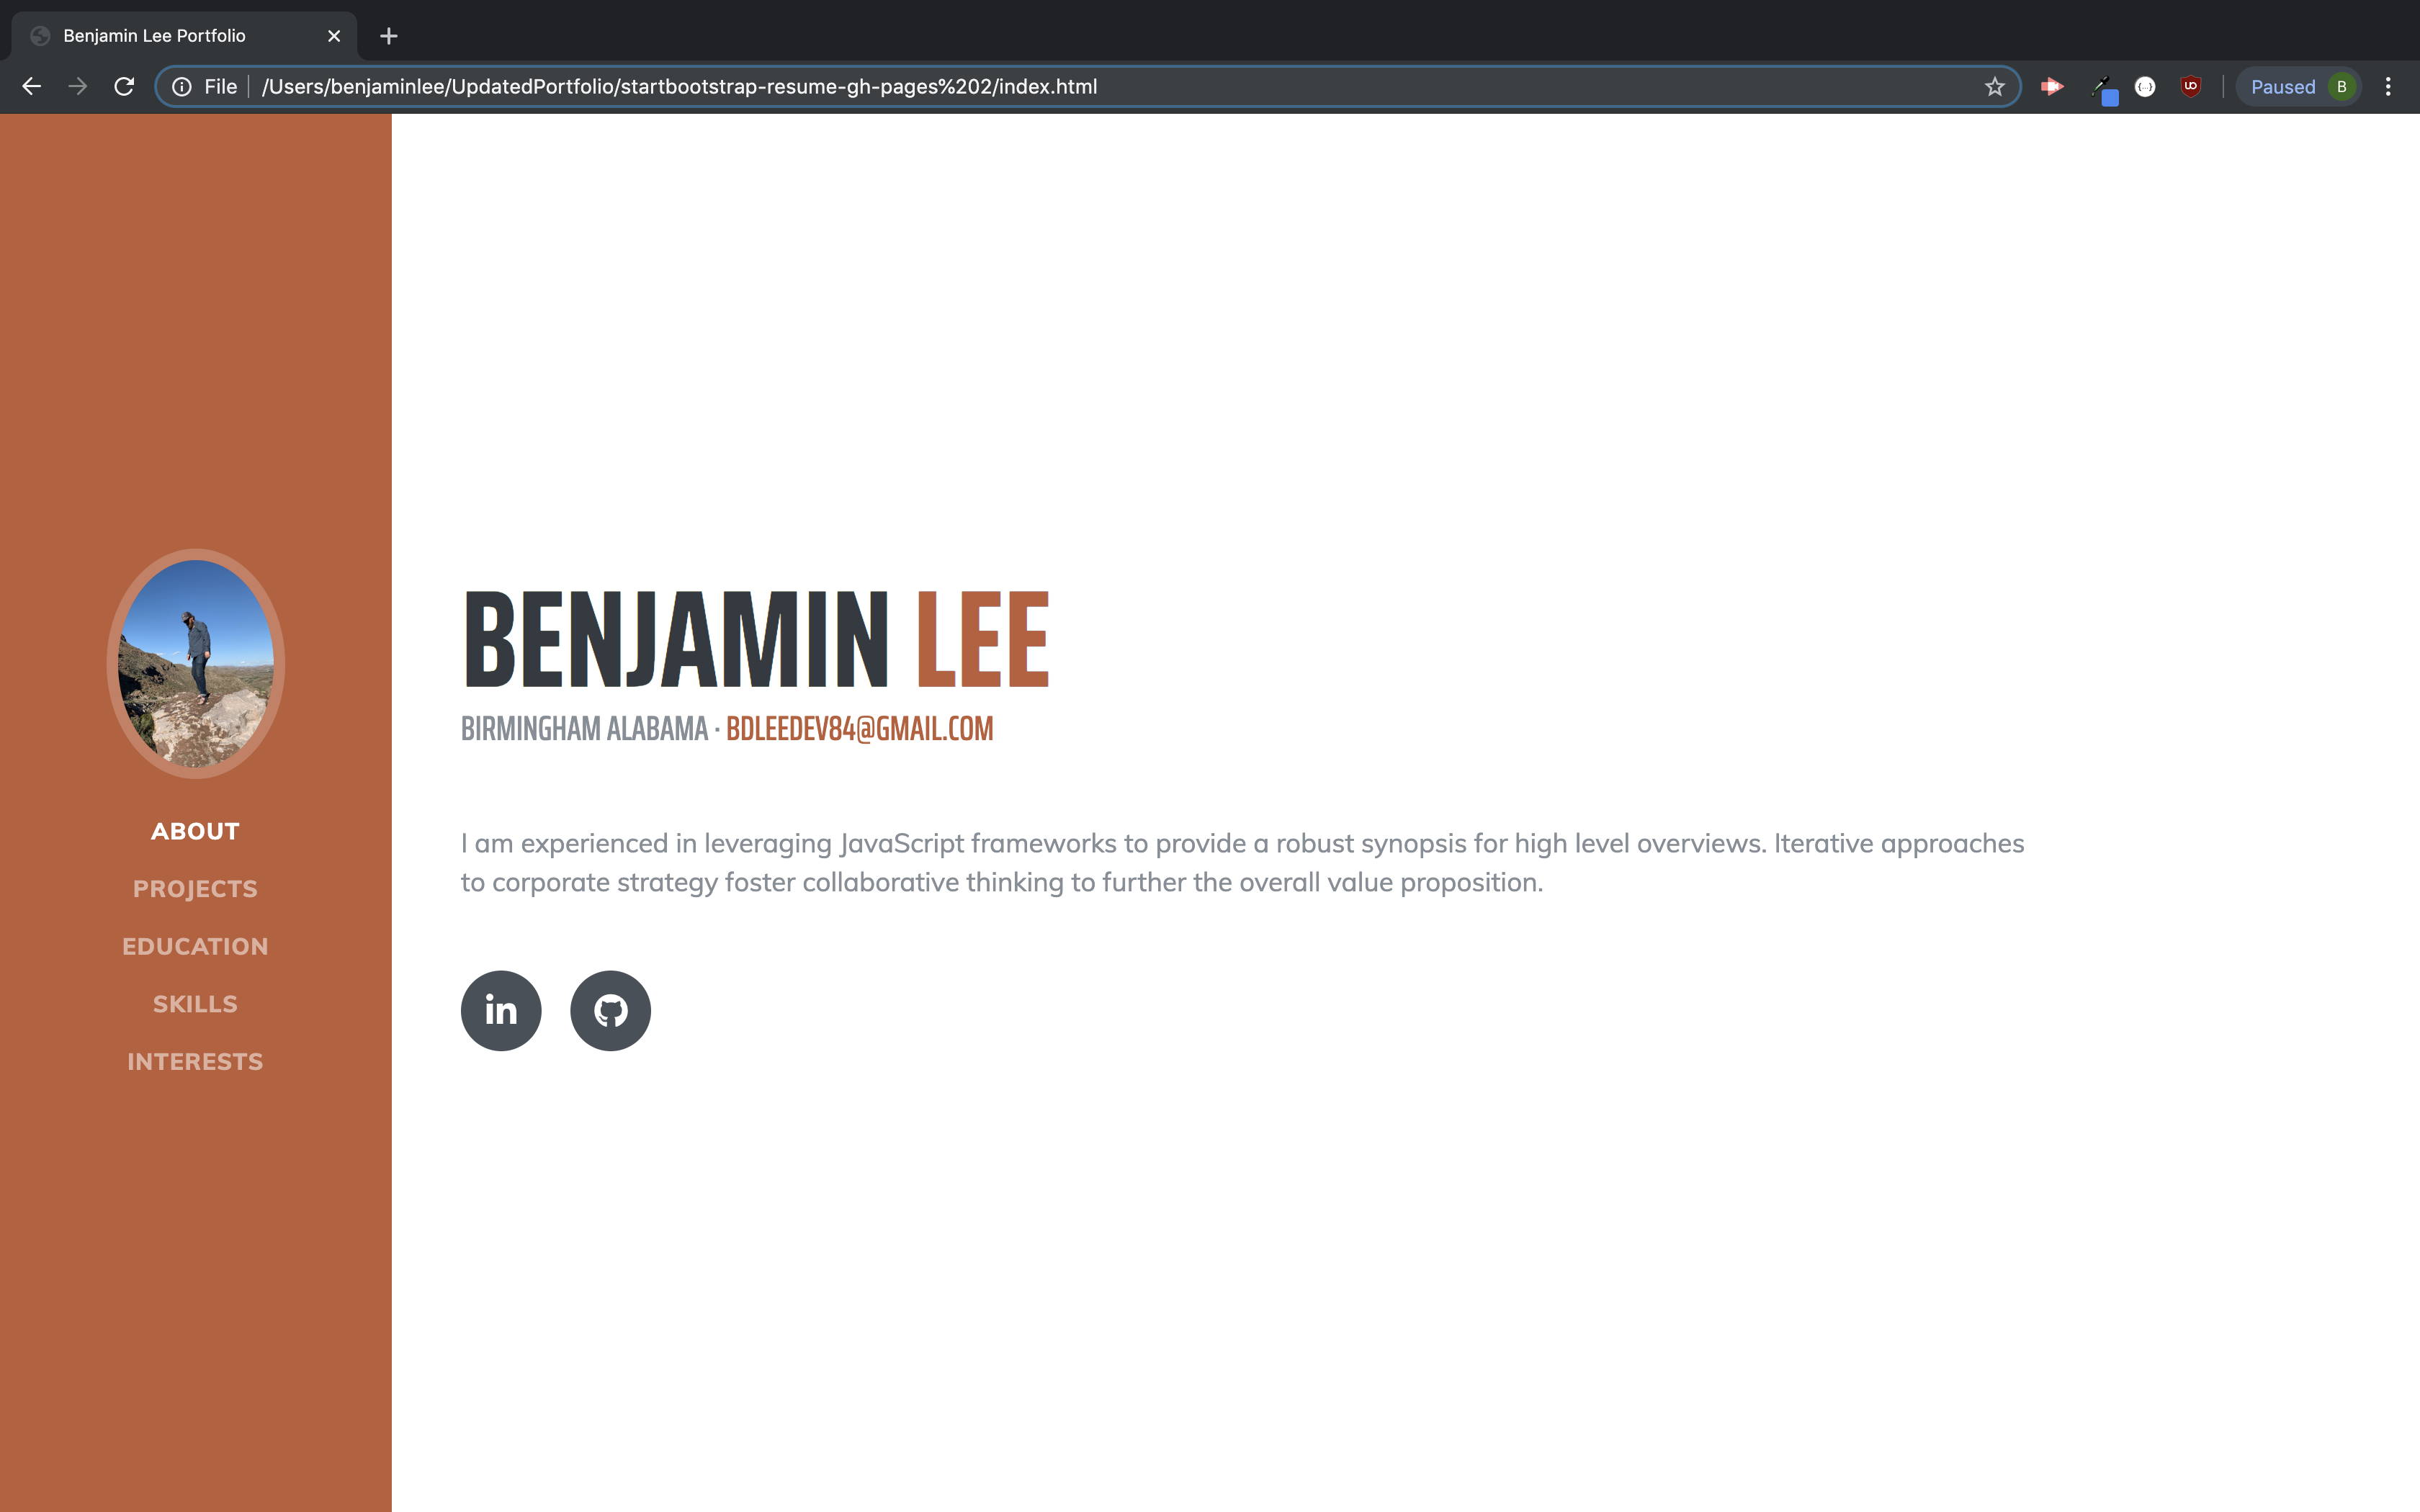 Benjamin Lee Portfolio
File /Users/benjaminlee/UpdatedPortfolio/startbootstrap-resume-gh-pages%202/index.html
Paused B
BENJAMIN LEE
BIRMINGHAM ALABAMA · BDLEEDEV84@GMAIL.COM
ABOUT
PROJECTS
EDUCATION
SKILLS
INTERESTS
I am experienced in leveraging JavaScript frameworks to provide a robust synopsis for high level overviews. Iterative approaches
to corporate strategy foster collaborative thinking to further the overall value proposition.
in